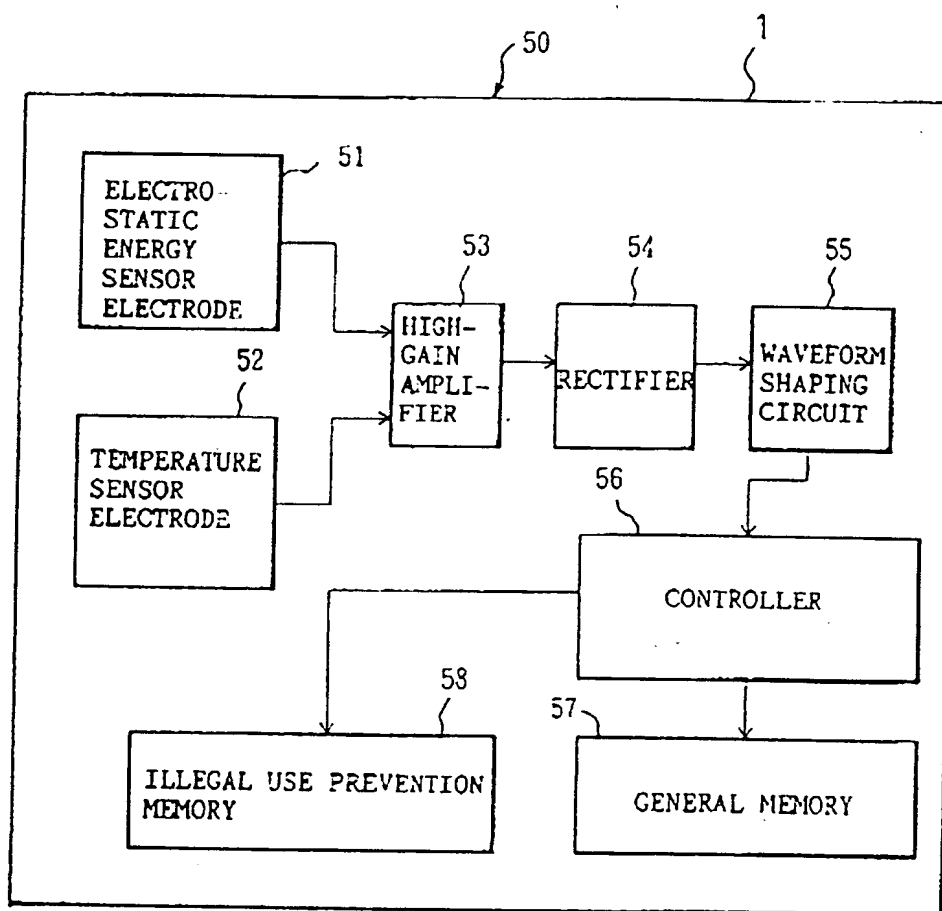 50
1
51
ELECTRO-
STATIC
ENERGY
SENSOR
ELECTRODE
53
54
55
HIGH-
GAIN
AMPLI-
FIER
RECTIFIER
WAVEFORM
SHAPING
CIRCUIT
52
TEMPERATURE
SENSOR
ELECTRODE
56
CONTROLLER
58
57
ILLEGAL USE PREVENTION
MEMORY
GENERAL MEMORY